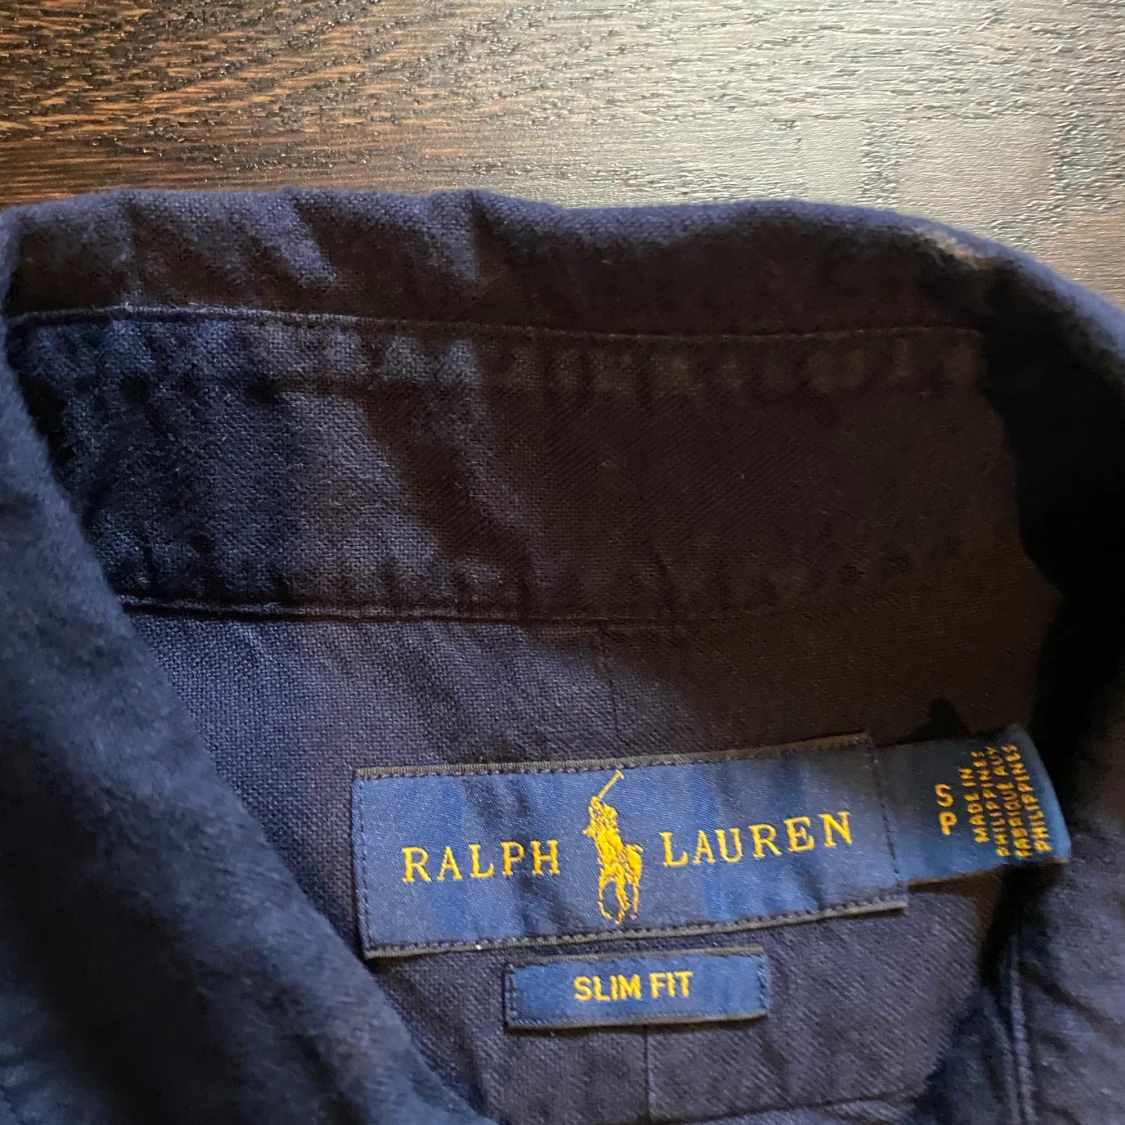 RALPH LAUREN
SLIM FIT
S
P
MADE IN
PHILIPPINES
FABRIQUÉ AUX
PHILIPPINES